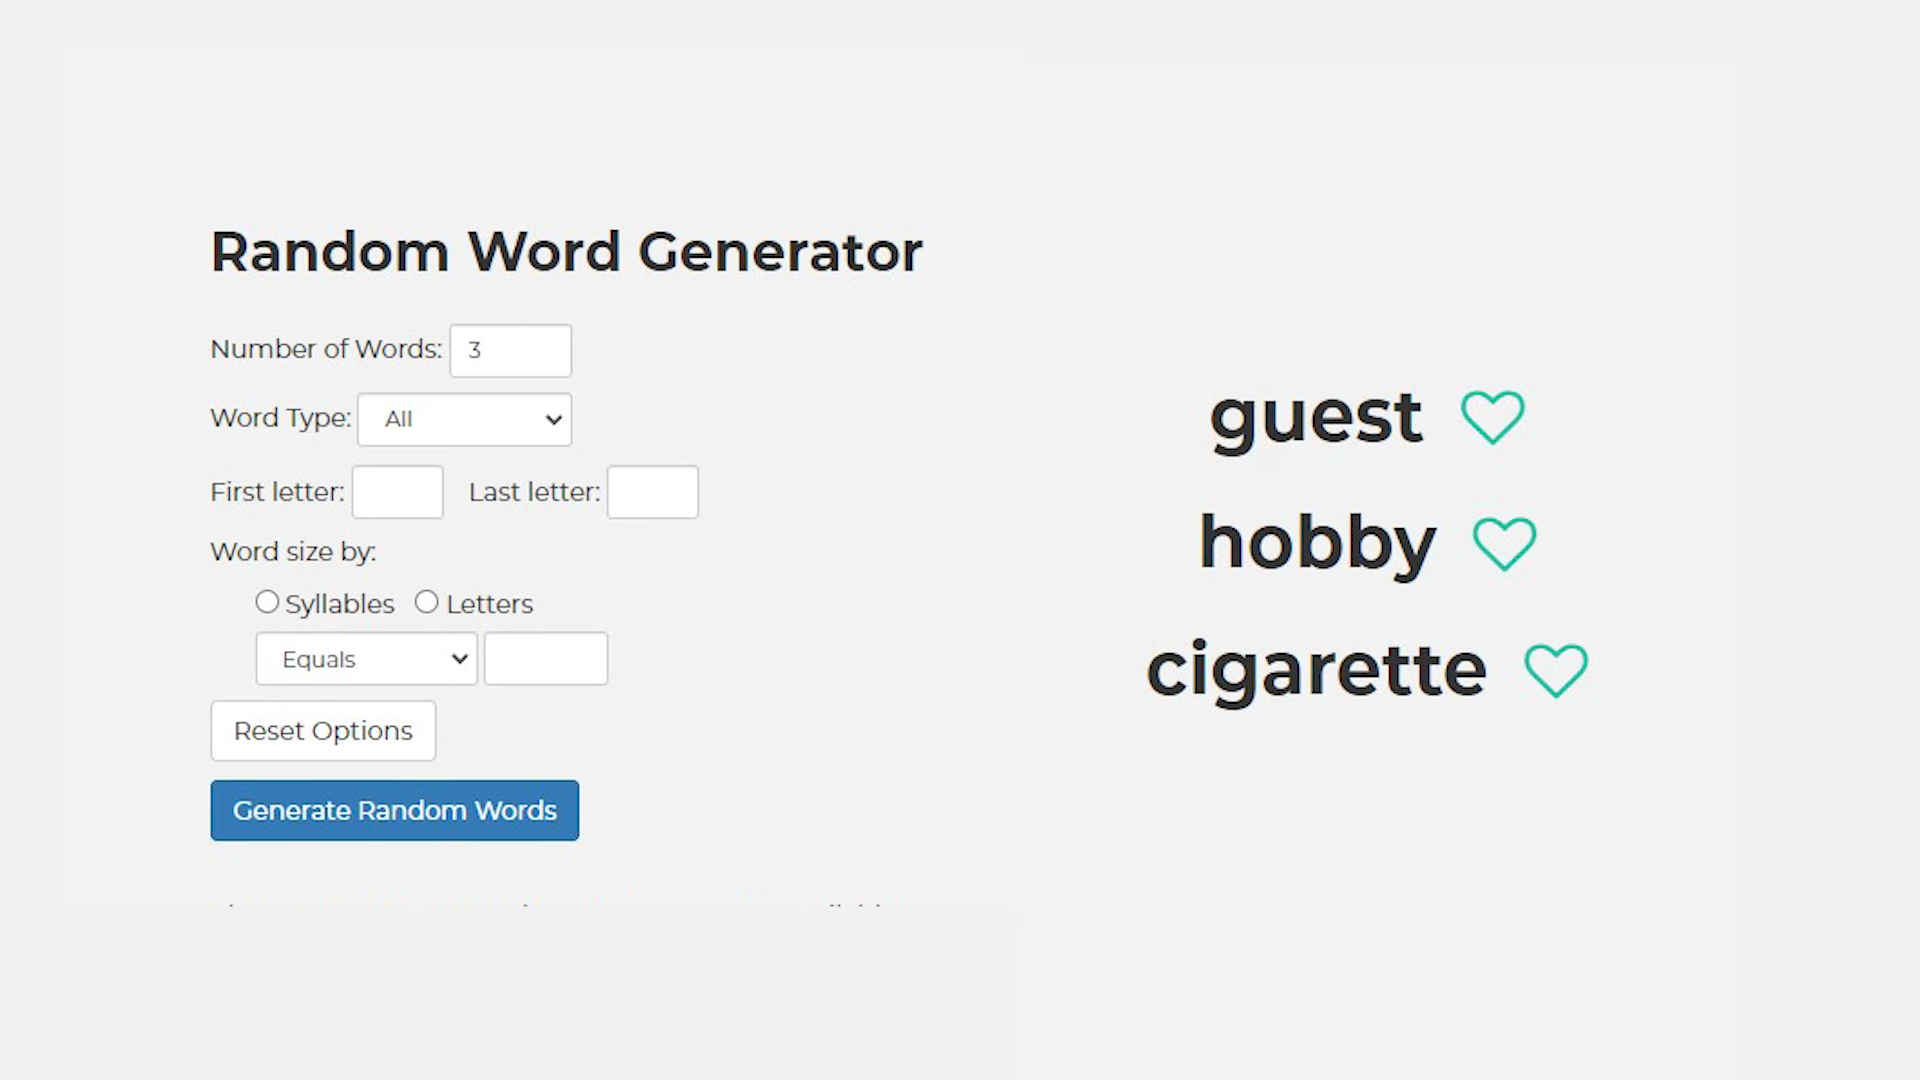 Random Word Generator
Number of Words: 3
Word Type: All
First letter: Last letter:
Word size by:
Syllables Letters
Equals
Reset Options
Generate Random Words
guest
hobby
cigarette